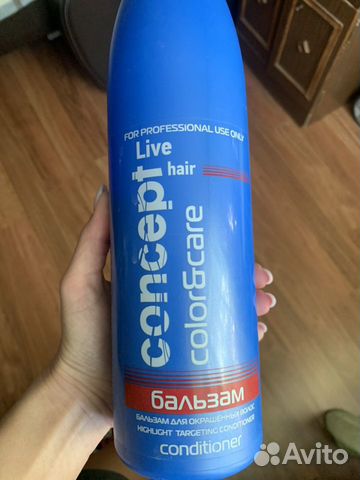 FOR PROFESSIONAL USE ONLY
Live
hair
concept
color&care
бальзам
БАЛЬЗАМ ДЛЯ ОКРАШЕННЫХ ВОЛОС
HIGHLIGHT TARGETING CONDITIONER
conditioner
Avito